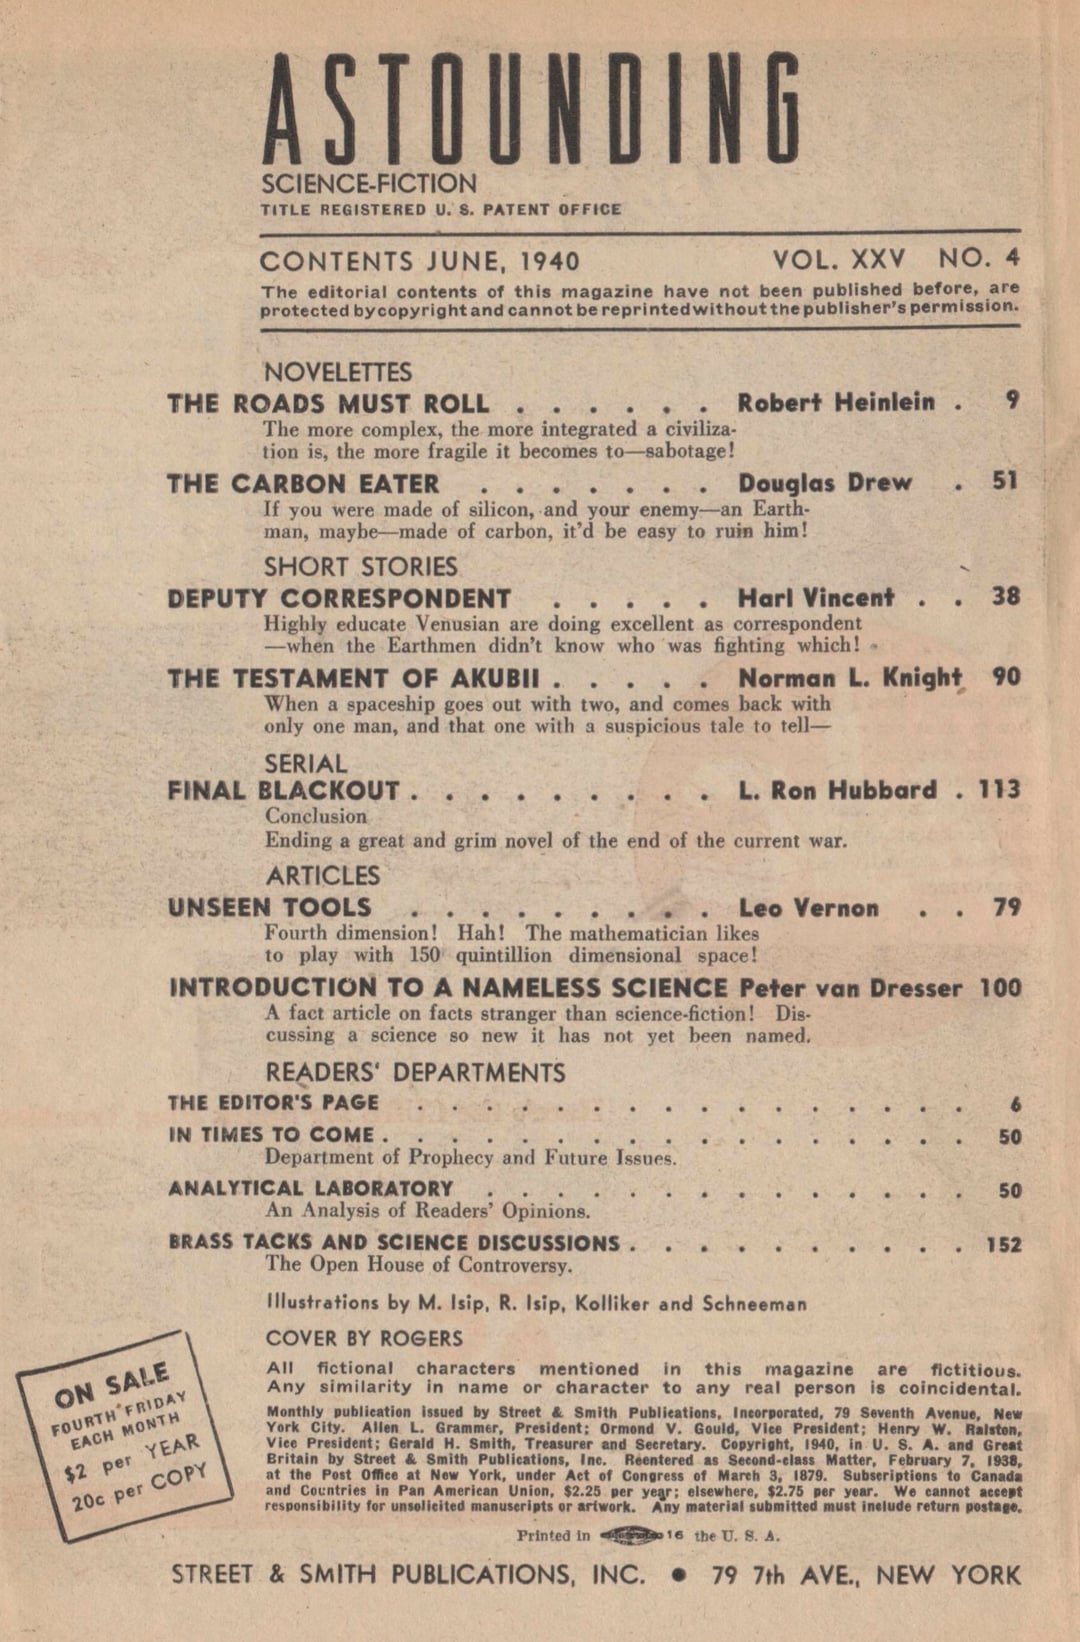 ASTOUNDING
SCIENCE-FICTION
TITLE REGISTERED U. S. PATENT OFFICE
CONTENTS JUNE, 1940 VOL. XXV NO. 4
The editorial contents of this magazine have not been published before, are
protected by copyright and cannot be reprinted without the publisher's permission.
NOVELETTES
THE ROADS MUST ROLL . . . . . . Robert Heinlein . 9
The more complex, the more integrated a civiliza-
tion is, the more fragile it becomes to—sabotage!
THE CARBON EATER . . . . . . . Douglas Drew . 51
If you were made of silicon, and your enemy—an Earth-
man, maybe—made of carbon, it'd be easy to ruin him!
SHORT STORIES
DEPUTY CORRESPONDENT . . . . . Harl Vincent . . 38
Highly educate Venusian are doing excellent as correspondent
—when the Earthmen didn't know who was fighting which!
THE TESTAMENT OF AKUBII . . . . . Norman L. Knight 90
When a spaceship goes out with two, and comes back with
only one man, and that one with a suspicious tale to tell—
SERIAL
FINAL BLACKOUT . . . . . . . . . L. Ron Hubbard . 113
Conclusion
Ending a great and grim novel of the end of the current war.
ARTICLES
UNSEEN TOOLS . . . . . . . . . Leo Vernon . . 79
Fourth dimension! Hah! The mathematician likes
to play with 150 quintillion dimensional space!
INTRODUCTION TO A NAMELESS SCIENCE Peter van Dresser 100
A fact article on facts stranger than science-fiction! Dis-
cussing a science so new it has not yet been named.
READERS' DEPARTMENTS
THE EDITOR'S PAGE . . . . . . . . . . . . . . . . 6
IN TIMES TO COME . . . . . . . . . . . . . . . . . 50
Department of Prophecy and Future Issues.
ANALYTICAL LABORATORY . . . . . . . . . . . . . . 50
An Analysis of Readers' Opinions.
BRASS TACKS AND SCIENCE DISCUSSIONS . . . . . . . . . . 152
The Open House of Controversy.
Illustrations by M. Isip, R. Isip, Kolliker and Schneeman
COVER BY ROGERS
All fictional characters mentioned in this magazine are fictitious.
Any similarity in name or character to any real person is coincidental.
Monthly publication issued by Street & Smith Publications, Incorporated, 79 Seventh Avenue, New
York City. Allen L. Grammer, President; Ormond V. Gould, Vice President; Henry W. Ralston,
Vice President; Gerald H. Smith, Treasurer and Secretary. Copyright, 1940, in U. S. A. and Great
Britain by Street & Smith Publications, Inc. Reentered as Second-class Matter, February 7, 1938,
at the Post Office at New York, under Act of Congress of March 3, 1879. Subscriptions to Canada
and Countries in Pan American Union, $2.25 per year; elsewhere, $2.75 per year. We cannot accept
responsibility for unsolicited manuscripts or artwork. Any material submitted must include return postage.
ON SALE
FOURTH FRIDAY
EACH MONTH
$2 per YEAR
20c per COPY
Printed in 16 the U. S. A.
STREET & SMITH PUBLICATIONS, INC. ● 79 7th AVE., NEW YORK